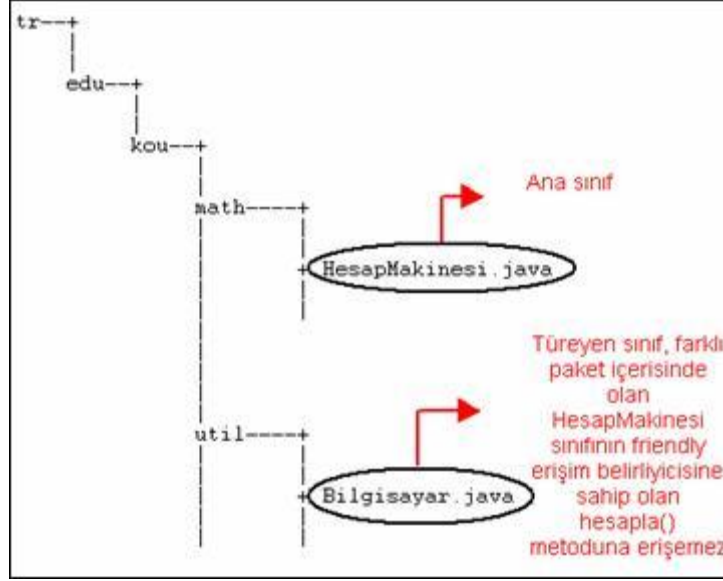 tr--+
edu--+
kou--+
math----+
Ana sınıf
HesapMakinesi.java
Türeyen sınıf, farklı
paket içerisinde
olan
HesapMakinesi
sınıfının friendly
erişim belirliyicisine
sahip olan
hesapla()
metoduna erişemez
util----+
Bilgisayar.java